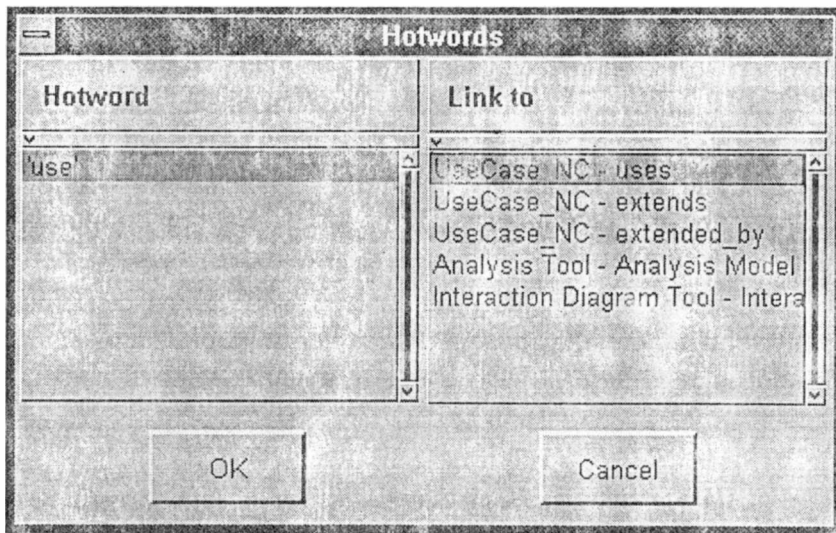 Hotwords
Hotword
Link to
'use'
UseCase_NC - uses
UseCase_NC - extends
UseCase_NC - extended_by
Analysis Tool - Analysis Model
Interaction Diagram Tool - Intera
OK
Cancel